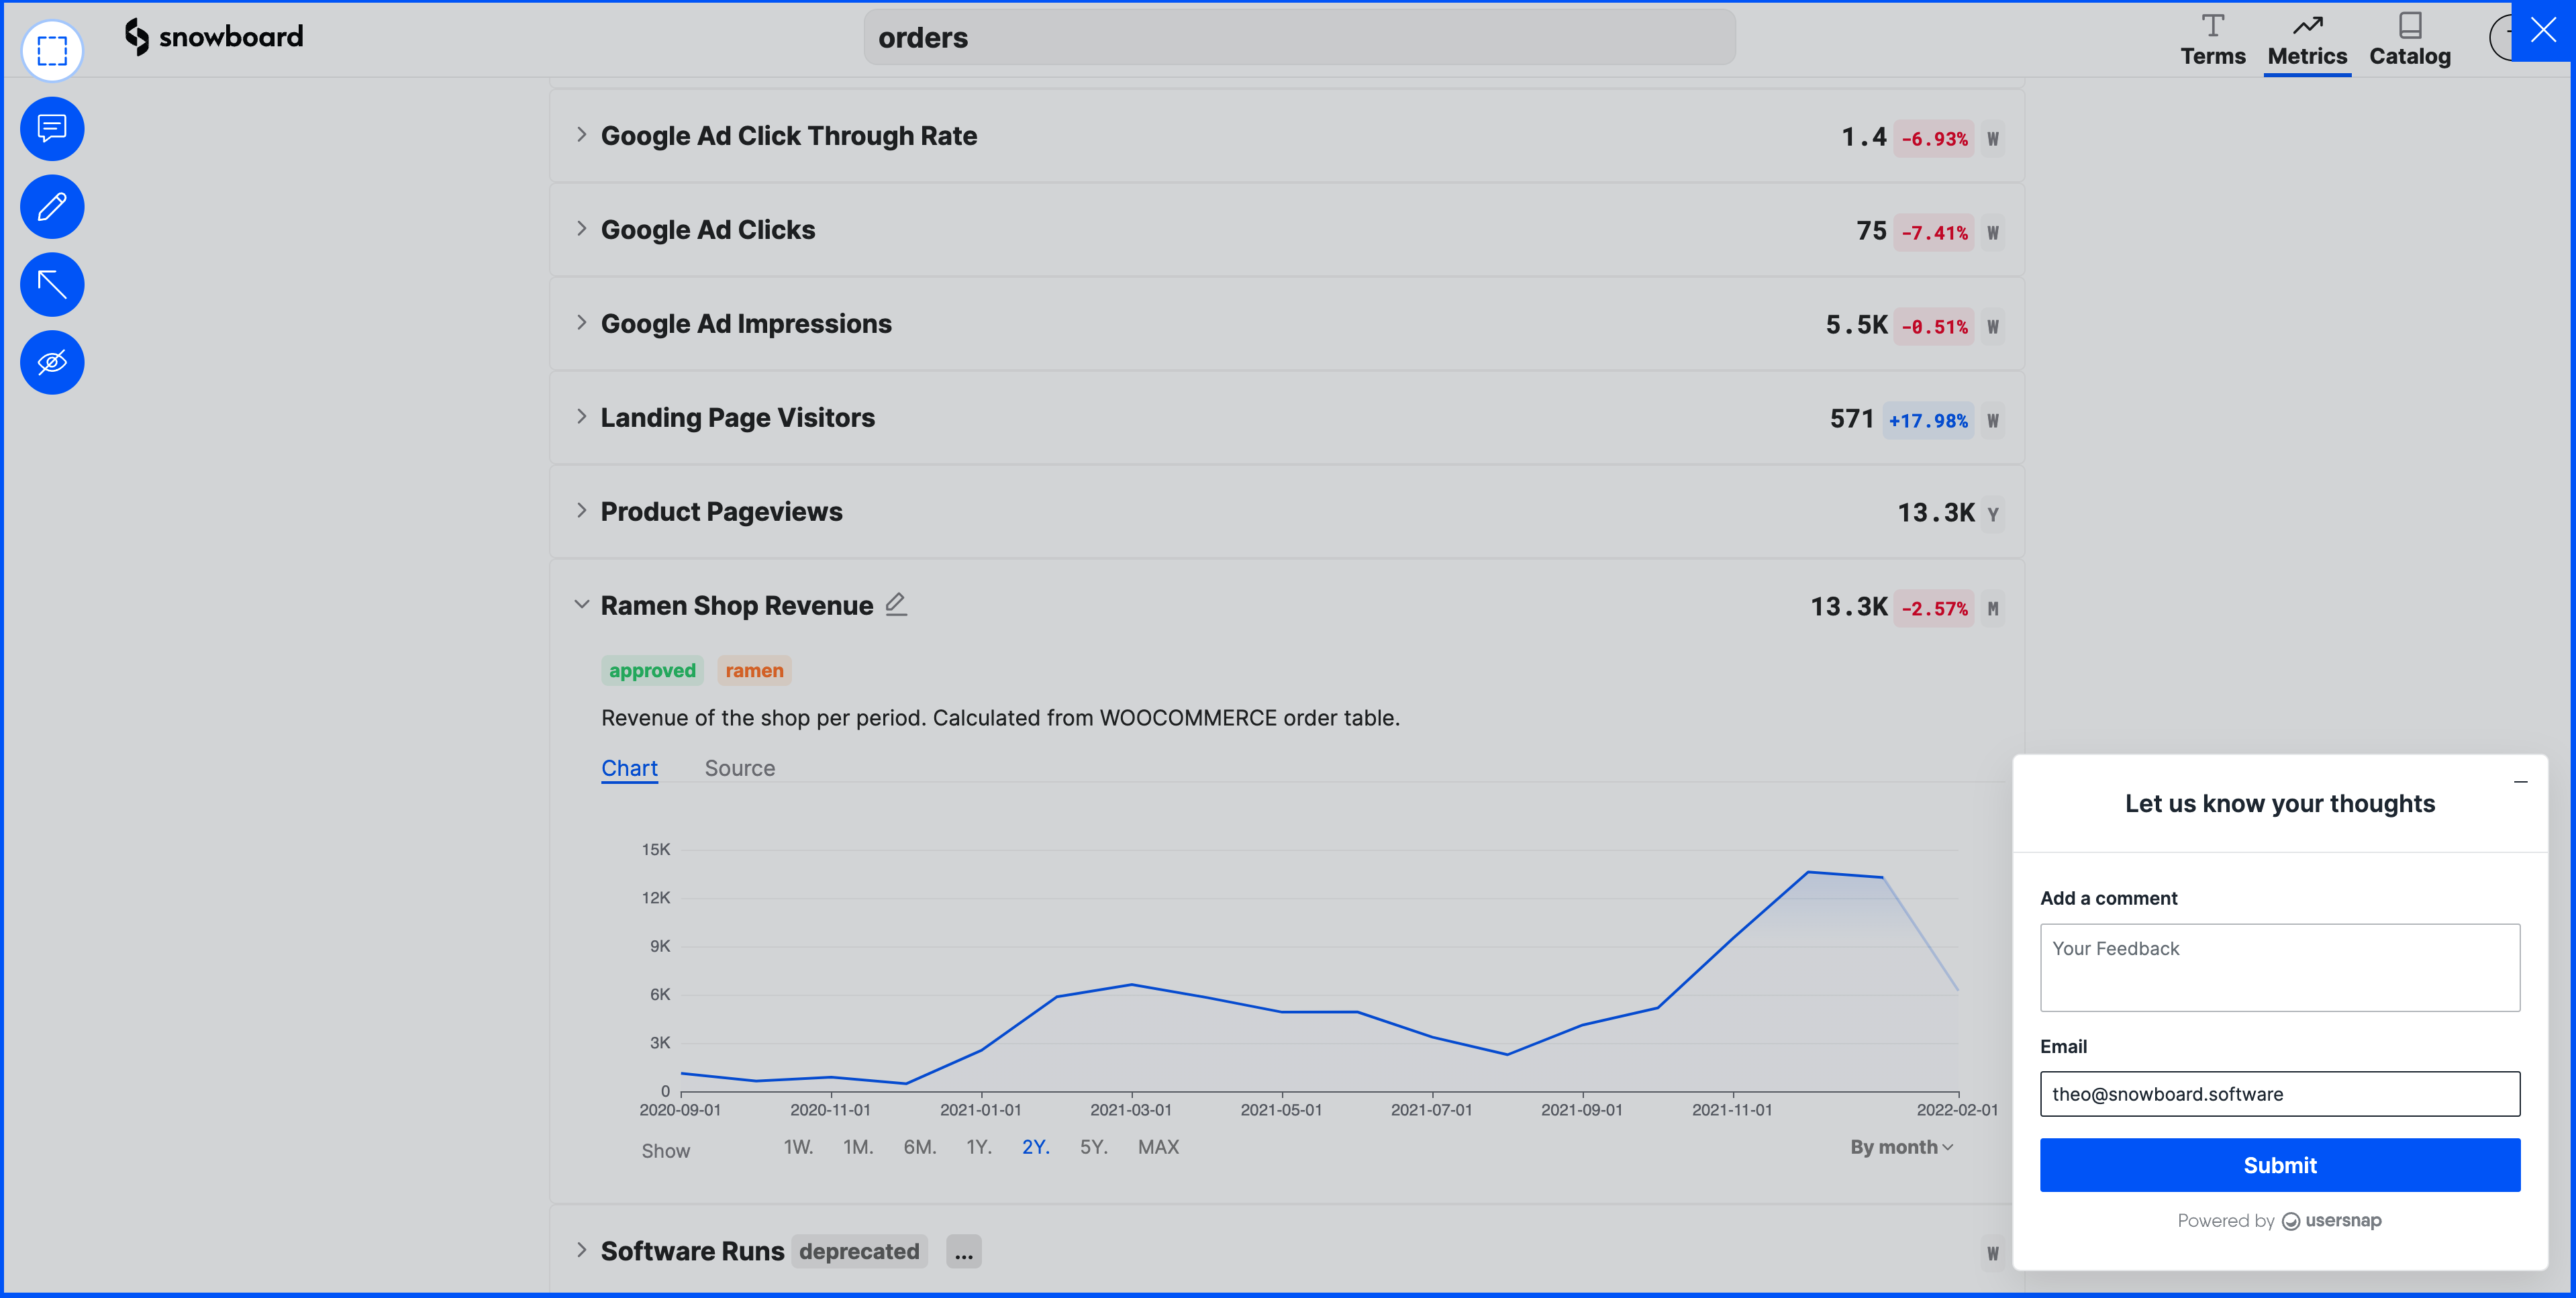 snowboard
orders
Terms
Metrics
Catalog
Google Ad Click Through Rate 1.4 -6.93% W
Google Ad Clicks 75 -7.41% W
Google Ad Impressions 5.5K -0.51% W
Landing Page Visitors 571 +17.98% W
Product Pageviews 13.3K Y
Ramen Shop Revenue 13.3K -2.57% M
approved ramen
Revenue of the shop per period. Calculated from WOOCOMMERCE order table.
Chart Source
15K
12K
9K
6K
3K
0
2020-09-01 2020-11-01 2021-01-01 2021-03-01 2021-05-01 2021-07-01 2021-09-01 2021-11-01 2022-02-01
Show 1W. 1M. 6M. 1Y. 2Y. 5Y. MAX By month
Software Runs deprecated ... W
Let us know your thoughts
Add a comment
Your Feedback
Email
theo@snowboard.software
Submit
Powered by usersnap